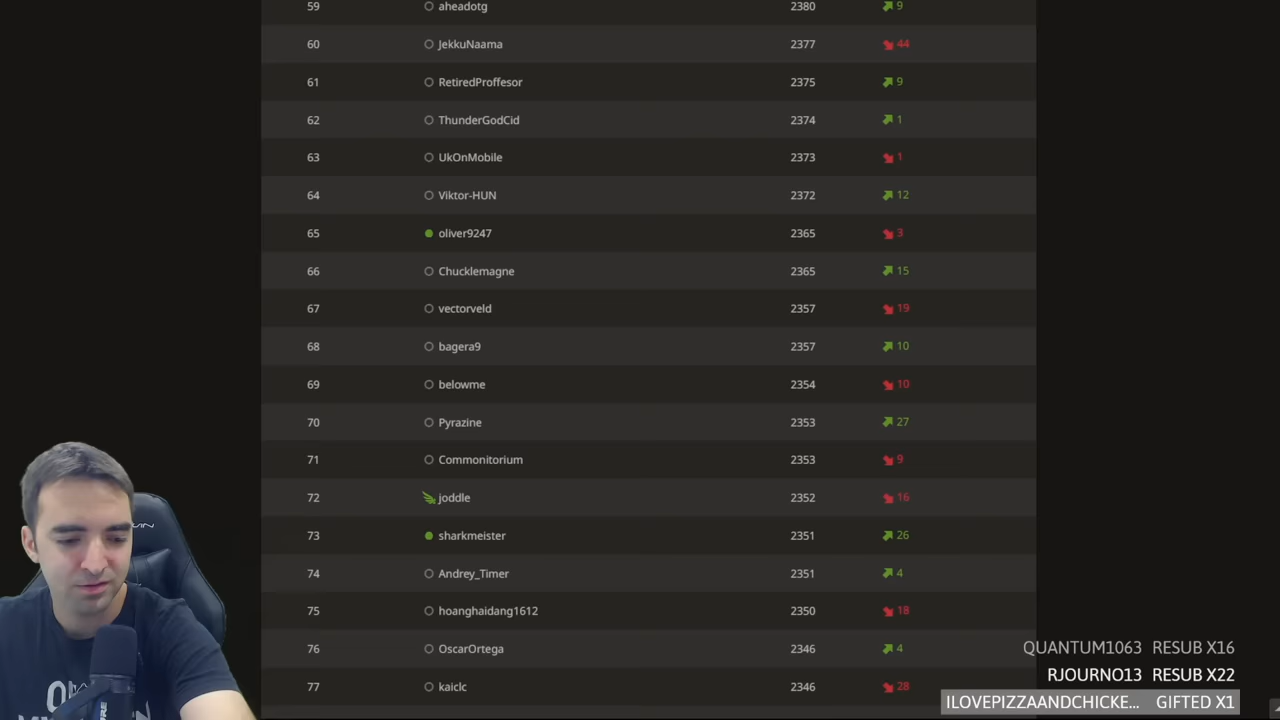 59 aheadotg 2380 9
60 JekkuNaama 2377 44
61 RetiredProffesor 2375 9
62 ThunderGodCid 2374 1
63 UkOnMobile 2373 1
64 Viktor-HUN 2372 12
65 oliver9247 2365 3
66 Chucklemagne 2365 15
67 vectorveld 2357 19
68 bagera9 2357 10
69 belowme 2354 10
70 Pyrazine 2353 27
71 Commonitorium 2353 9
72 joddle 2352 16
73 sharkmeister 2351 26
74 Andrey_Timer 2351 4
75 hoanghaidang1612 2350 18
76 OscarOrtega 2346 4
77 kaiclc 2346 28
QUANTUM1063 RESUB X16
RJOURNO13 RESUB X22
ILOVEPIZZAANDCHICKE... GIFTED X1